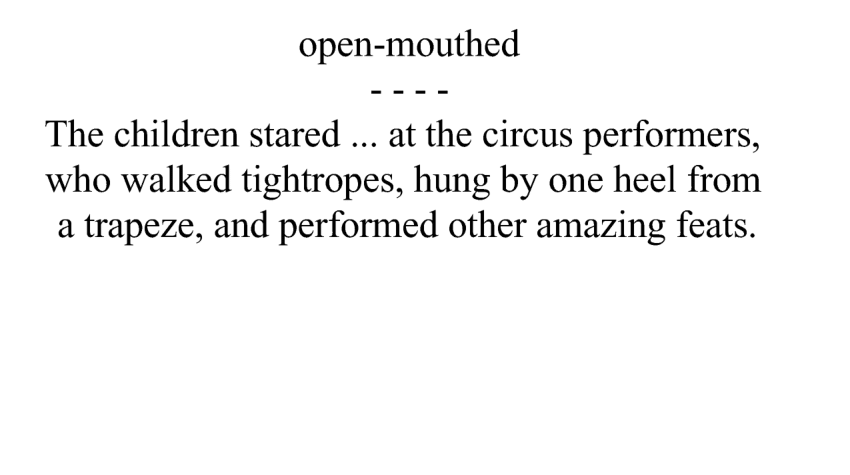 open-mouthed
- - - -
The children stared ... at the circus performers,
who walked tightropes, hung by one heel from
a trapeze, and performed other amazing feats.